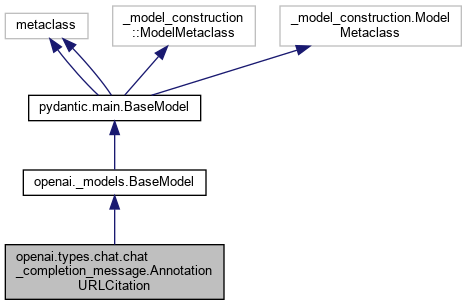 metaclass
_model_construction
::ModelMetaclass
_model_construction.Model
Metaclass
pydantic.main.BaseModel
openai._models.BaseModel
openai.types.chat.chat
_completion_message.Annotation
URLCitation